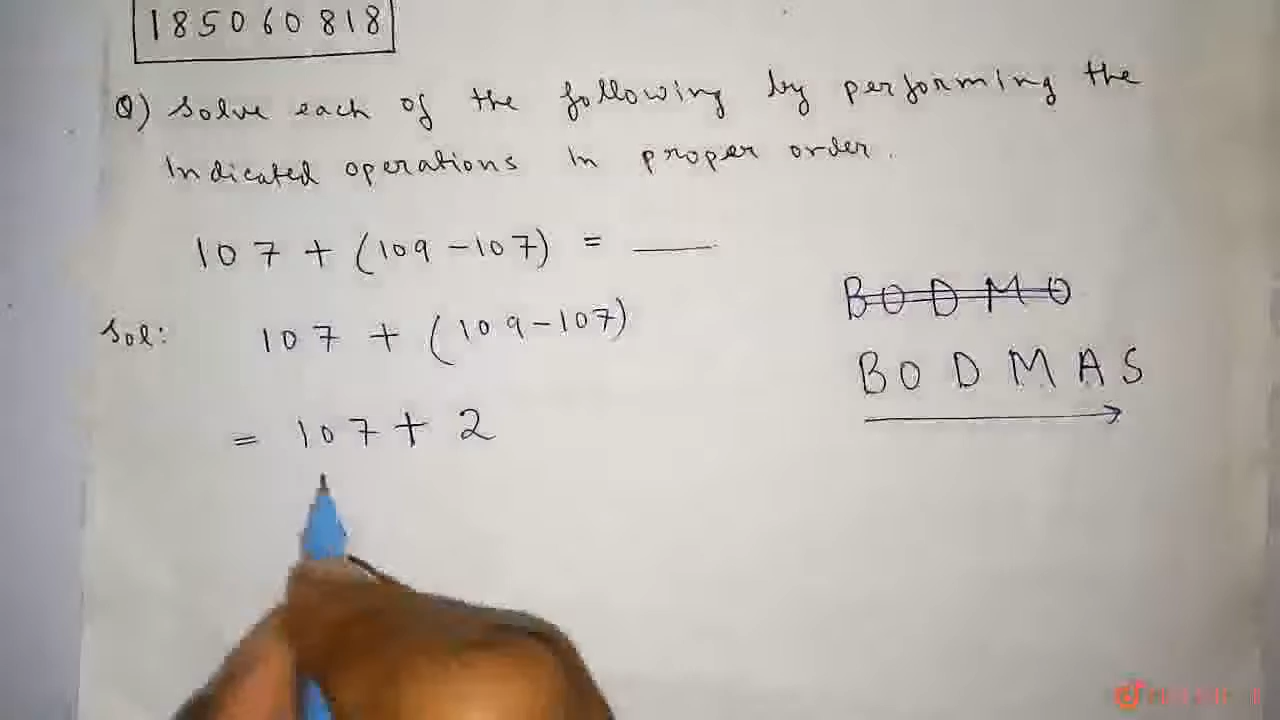 185060818
Q) Solve each of the following by performing the
indicated operations in proper order.
107 + (109 - 107) = ____
Sol: 107 + (109 - 107)
= 107 + 2
BODMO
BODMAS